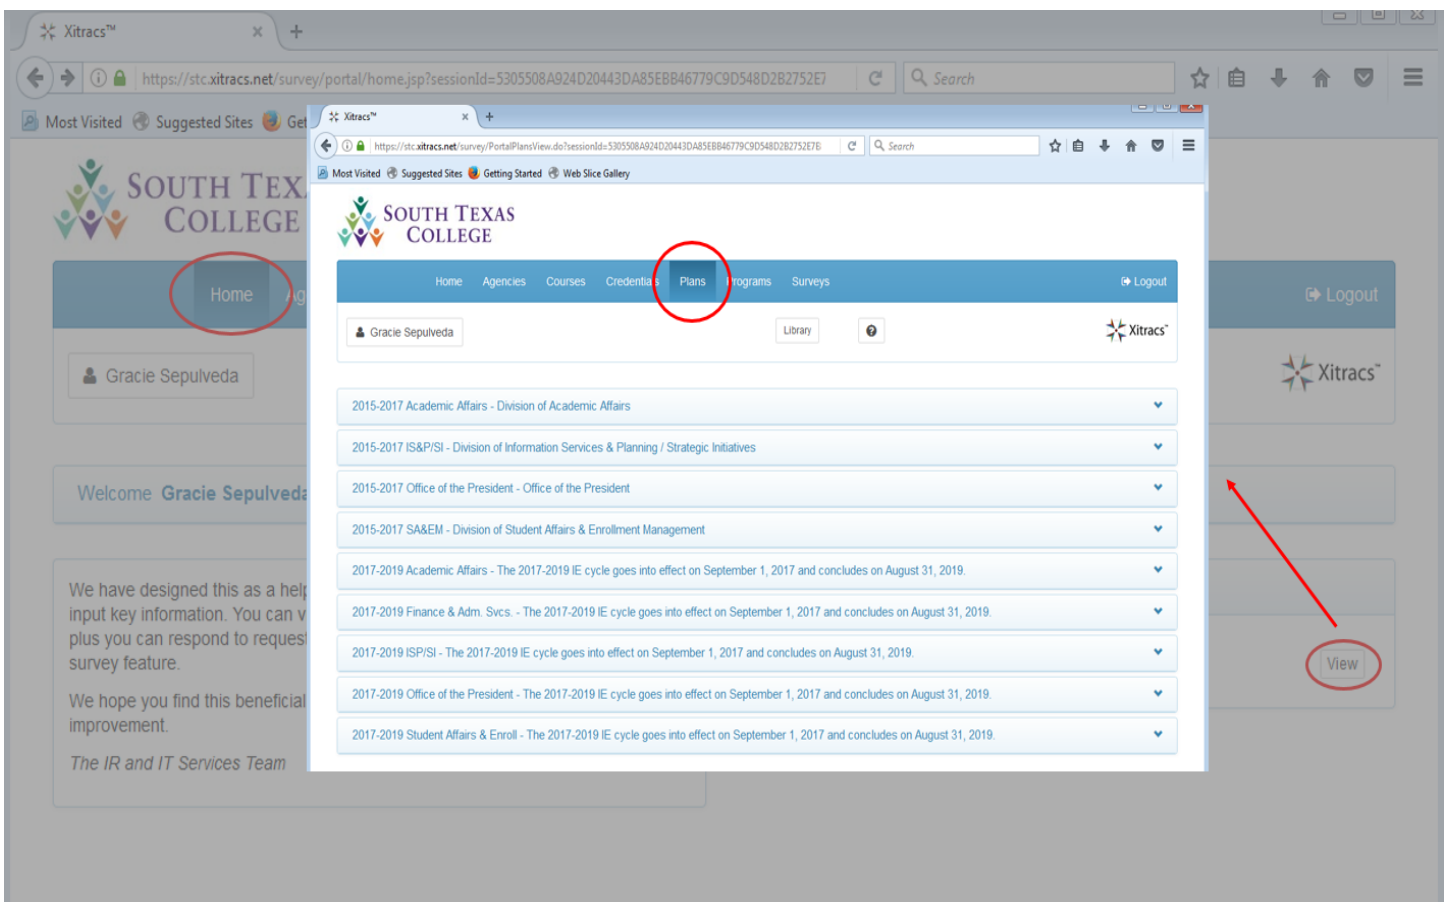 Xitracs™
https://stc.xitracs.net/survey/portal/home.jsp?sessionId=5305508A924D20443DA85EBB46779C9D548D2B2752E7
Search
Most Visited Suggested Sites Get
SOUTH TEX
COLLEGE
Home Ag
Logout
Gracie Sepulveda
Xitracs™
Welcome Gracie Sepulveda
We have designed this as a help
input key information. You can v
plus you can respond to request
survey feature.
We hope you find this beneficial
improvement.
The IR and IT Services Team
View
Xitracs™
https://stc.xitracs.net/survey/PortalPlansView.do?sessionId=5305508A924D20443DA85EBB46779C9D548D2B2752E7B
Search
Most Visited Suggested Sites Getting Started Web Slice Gallery
SOUTH TEXAS
COLLEGE
Home Agencies Courses Credentials Plans Programs Surveys Logout
Gracie Sepulveda Library Xitracs™
2015-2017 Academic Affairs - Division of Academic Affairs
2015-2017 IS&P/SI - Division of Information Services & Planning / Strategic Initiatives
2015-2017 Office of the President - Office of the President
2015-2017 SA&EM - Division of Student Affairs & Enrollment Management
2017-2019 Academic Affairs - The 2017-2019 IE cycle goes into effect on September 1, 2017 and concludes on August 31, 2019.
2017-2019 Finance & Adm. Svcs. - The 2017-2019 IE cycle goes into effect on September 1, 2017 and concludes on August 31, 2019.
2017-2019 ISP/SI - The 2017-2019 IE cycle goes into effect on September 1, 2017 and concludes on August 31, 2019.
2017-2019 Office of the President - The 2017-2019 IE cycle goes into effect on September 1, 2017 and concludes on August 31, 2019.
2017-2019 Student Affairs & Enroll - The 2017-2019 IE cycle goes into effect on September 1, 2017 and concludes on August 31, 2019.